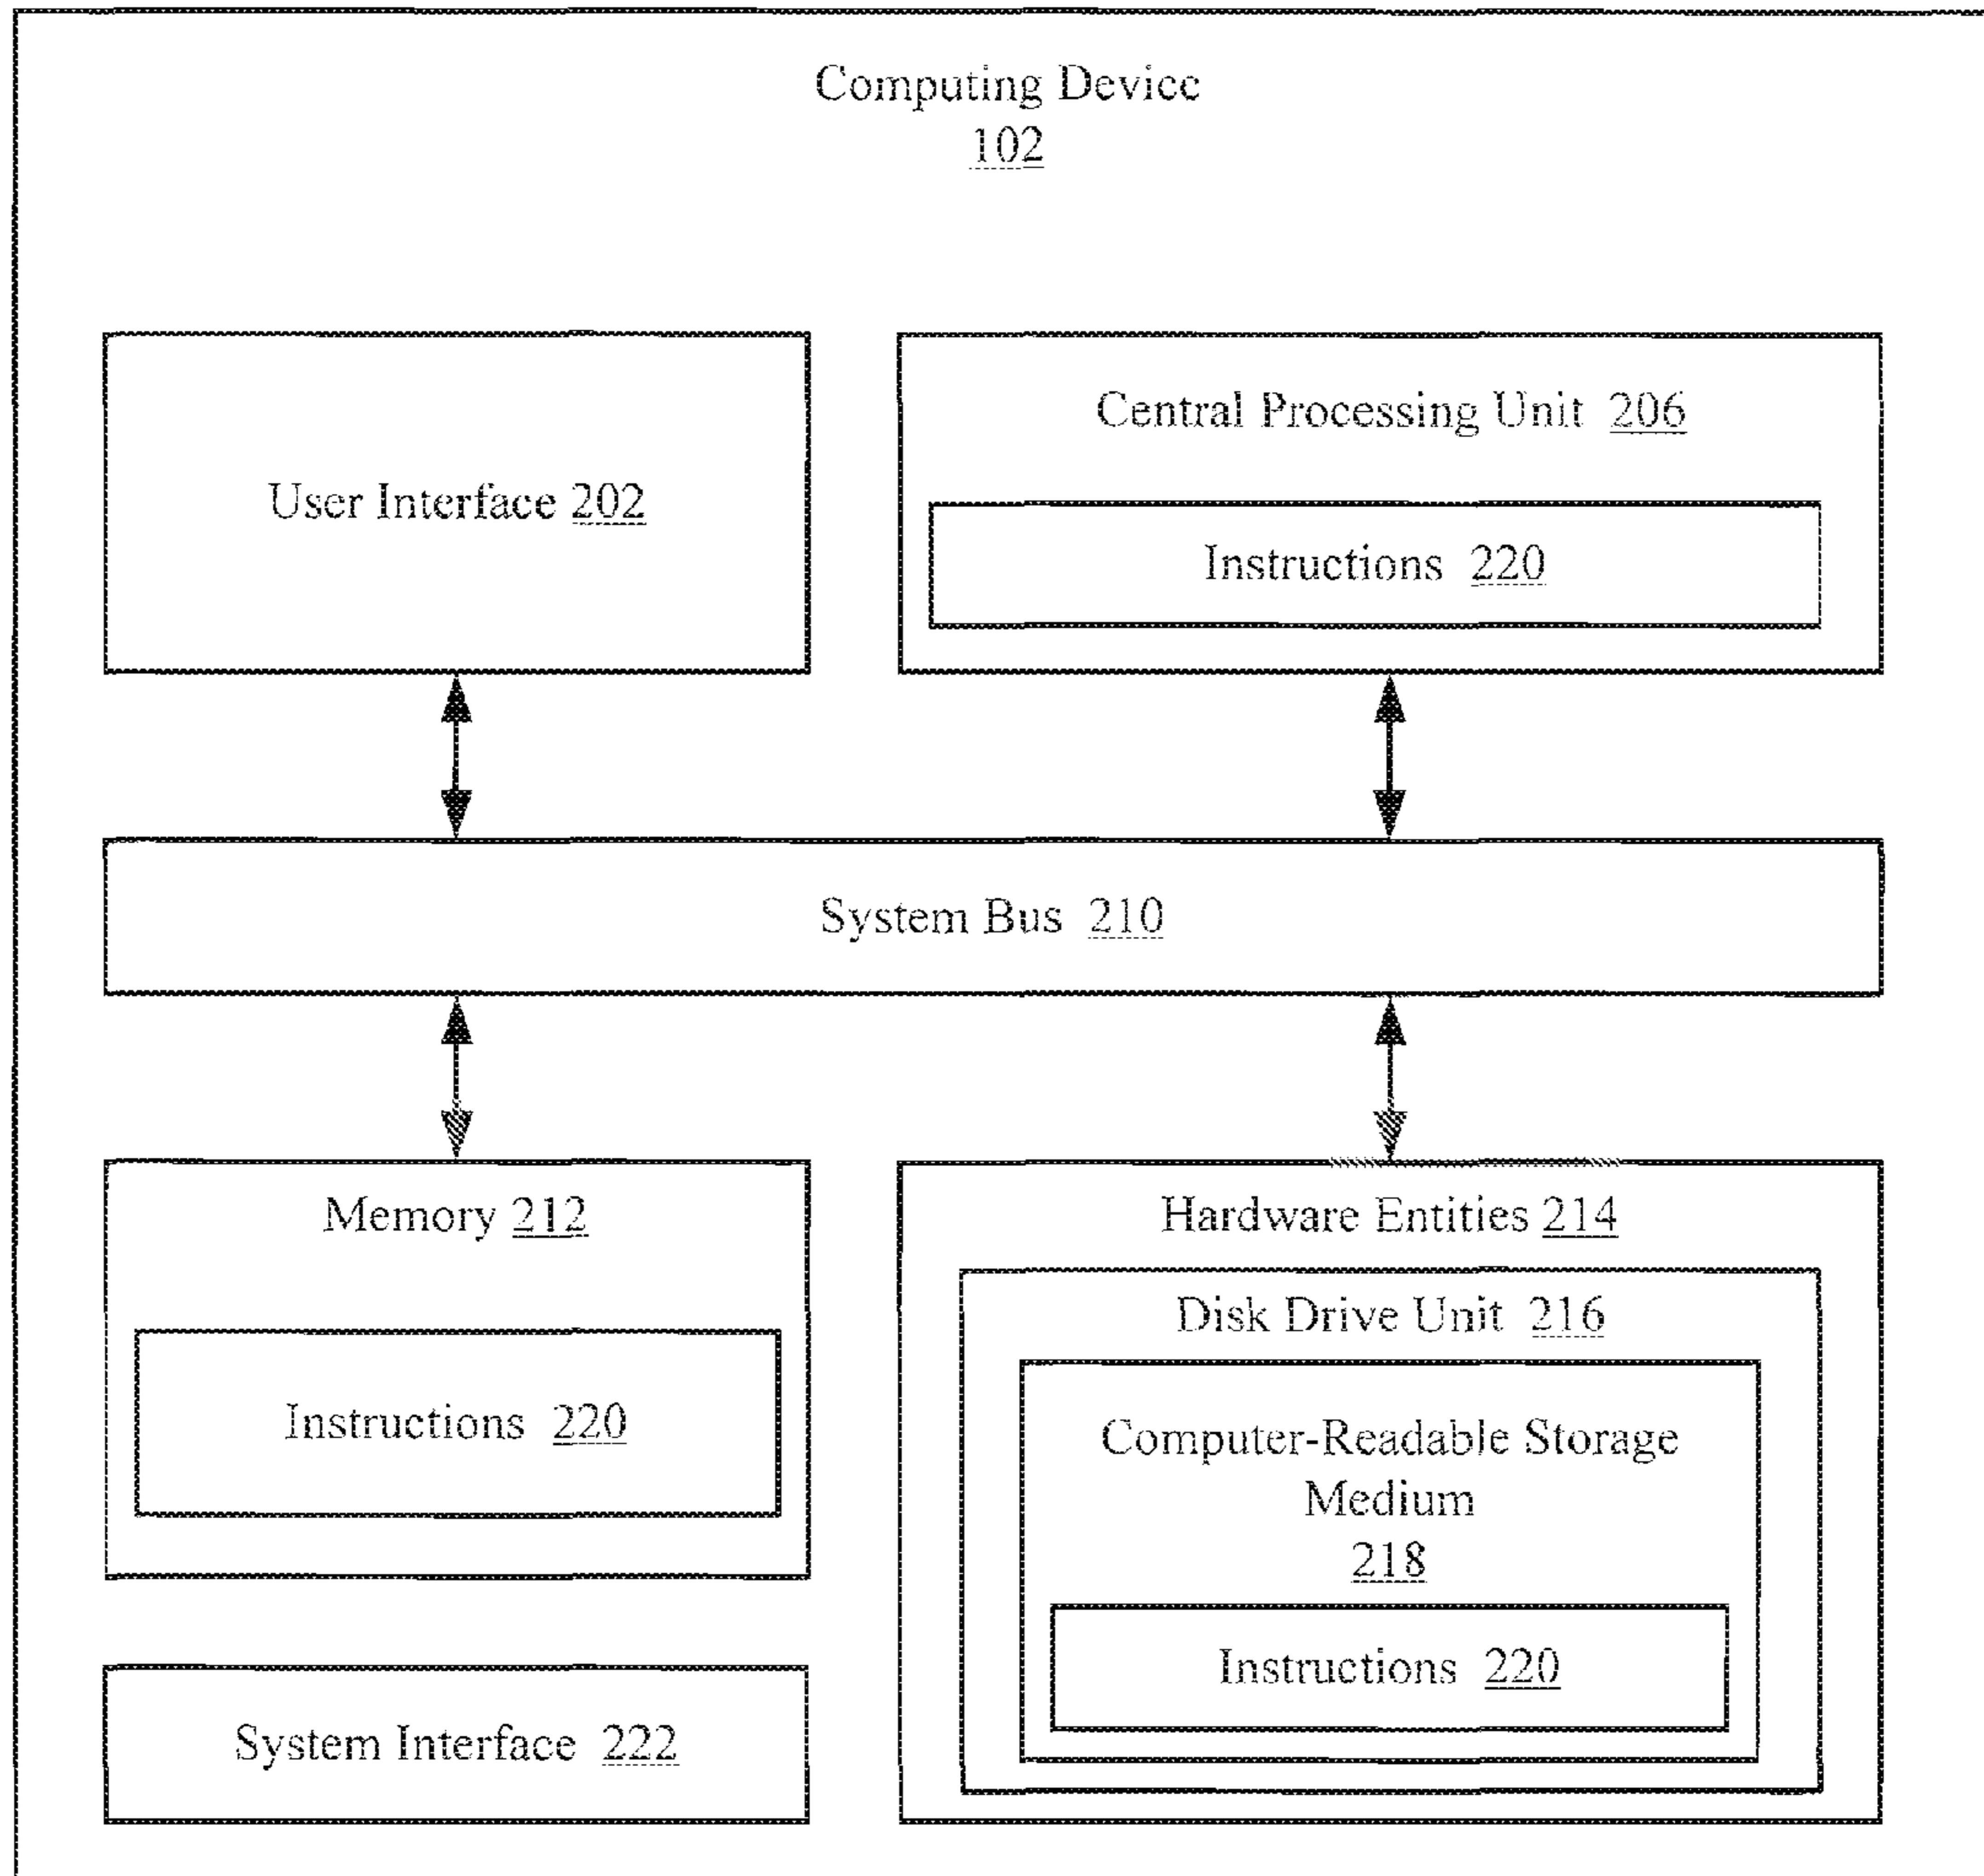 Computing Device
102
User Interface 202
Central Processing Unit 206
Instructions 220
System Bus 210
Memory 212
Instructions 220
Hardware Entities 214
Disk Drive Unit 216
Computer-Readable Storage
Medium
218
Instructions 220
System Interface 222